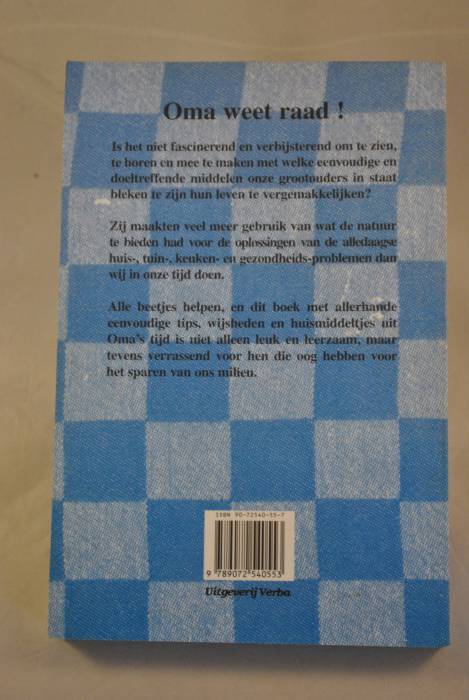 Oma weet raad !
Is het niet fascinerend en verbijsterend om te zien,
te horen en mee te maken met welke eenvoudige en
doeltreffende middelen onze grootouders in staat
bleken te zijn hun leven te vergemakkelijken?
Zij maakten veel meer gebruik van wat de natuur
te bieden had voor de oplossingen van de alledaagse
huis-, tuin-, keuken- en gezondheids-problemen dan
wij in onze tijd doen.
Alle beetjes helpen, en dit boek met allerhande
eenvoudige tips, wijsheden en huismiddeltjes uit
Oma's tijd is niet alleen leuk en leerzaam, maar
tevens verrassend voor hen die oog hebben voor
het sparen van ons milieu.
ISBN 90-72540-55-7
9 789072 540553
Uitgeverij Verba